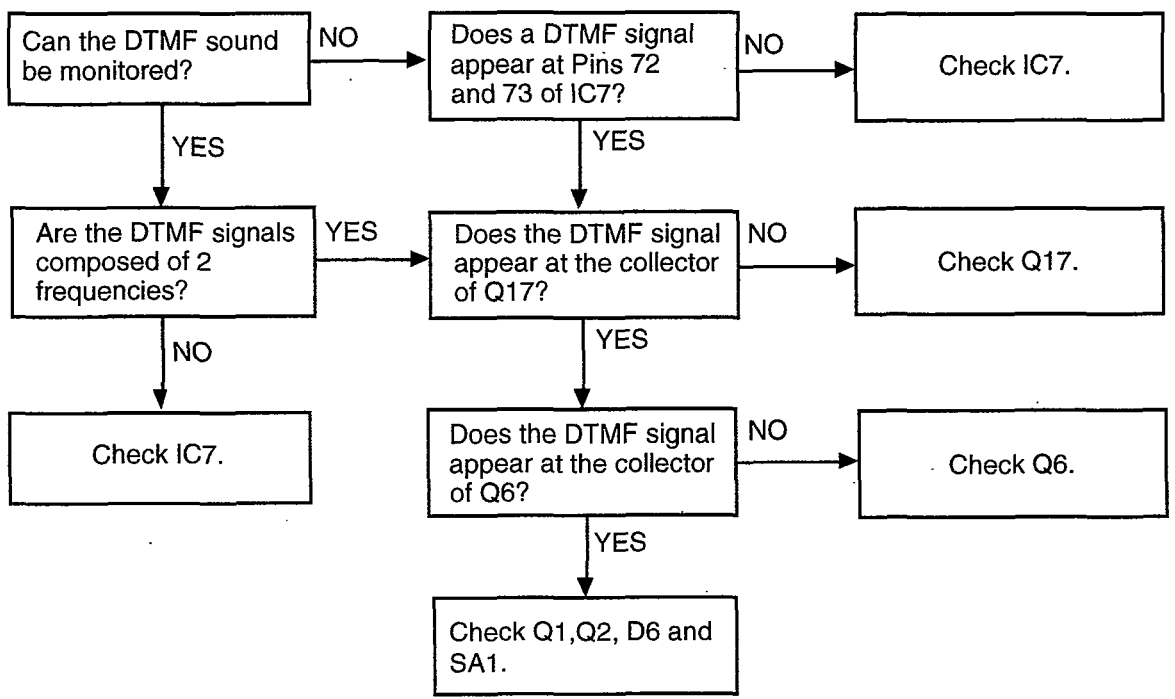 Can the DTMF sound
be monitored?
NO
Does a DTMF signal
appear at Pins 72
and 73 of IC7?
NO
Check IC7.
YES
YES
Are the DTMF signals
composed of 2
frequencies?
YES
Does the DTMF signal
appear at the collector
of Q17?
NO
Check Q17.
NO
YES
Check IC7.
Does the DTMF signal
appear at the collector
of Q6?
NO
Check Q6.
YES
Check Q1,Q2, D6 and
SA1.